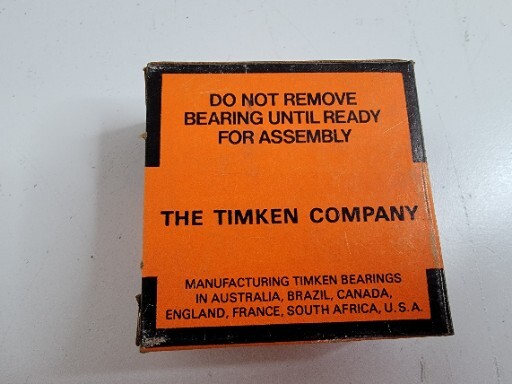 DO NOT REMOVE
BEARING UNTIL READY
FOR ASSEMBLY
THE TIMKEN COMPANY
MANUFACTURING TIMKEN BEARINGS
IN AUSTRALIA, BRAZIL, CANADA,
ENGLAND, FRANCE, SOUTH AFRICA, U.S.A.